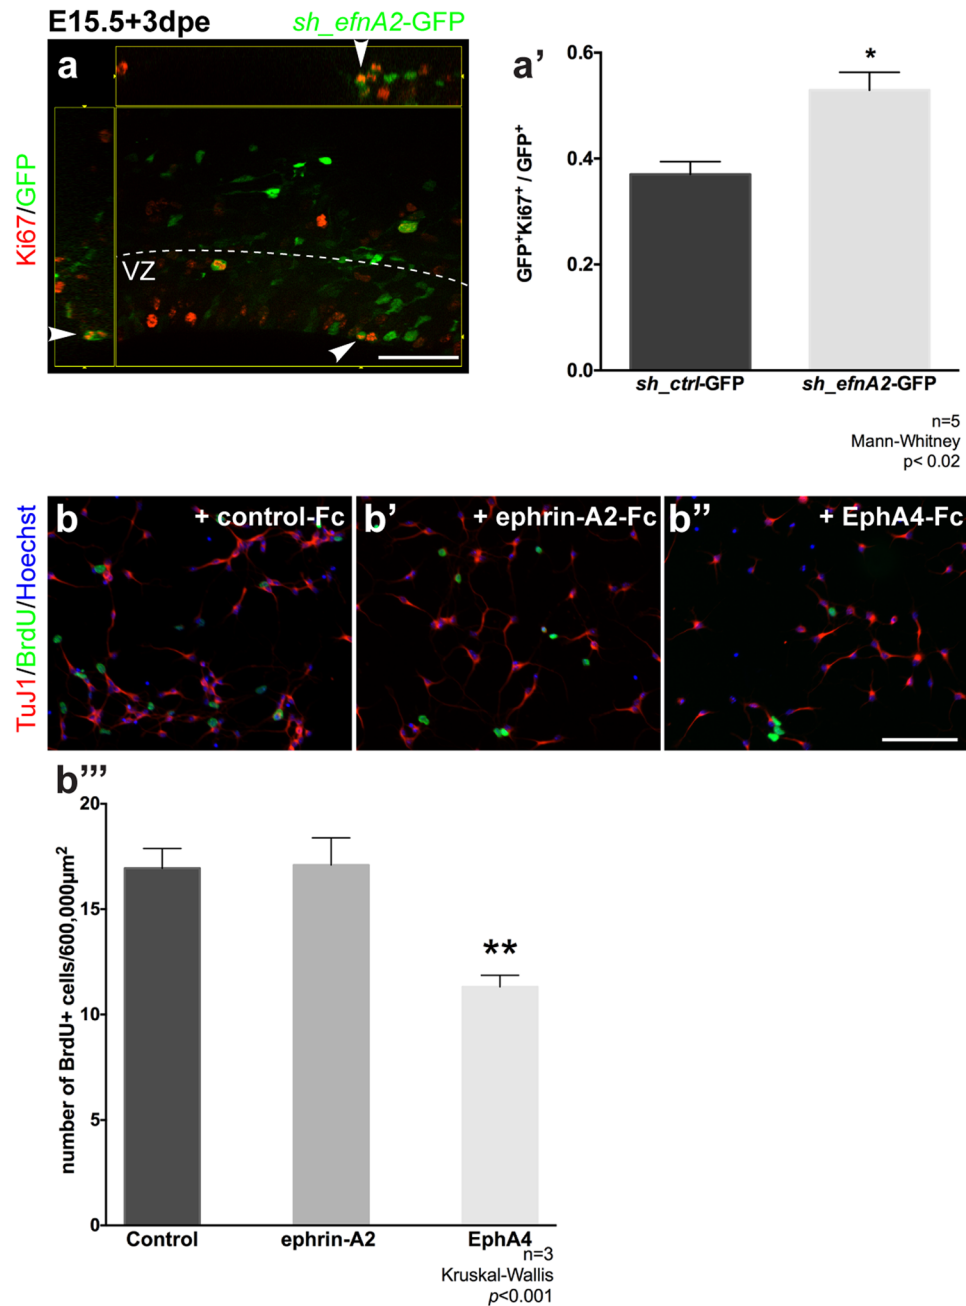 E15.5+3dpe
sh_efnA2-GFP
a
Ki67/GFP
VZ
a'
GFP+Ki67+ / GFP+
0.6
0.4
0.2
0.0
*
sh_ctrl-GFP
sh_efnA2-GFP
n=5
Mann-Whitney
p< 0.02
TuJ1/BrdU/Hoechst
b
+ control-Fc
b'
+ ephrin-A2-Fc
b''
+ EphA4-Fc
b'''
number of BrdU+ cells/600,000µm²
20
15
10
5
0
**
Control
ephrin-A2
EphA4
n=3
Kruskal-Wallis
p<0.001